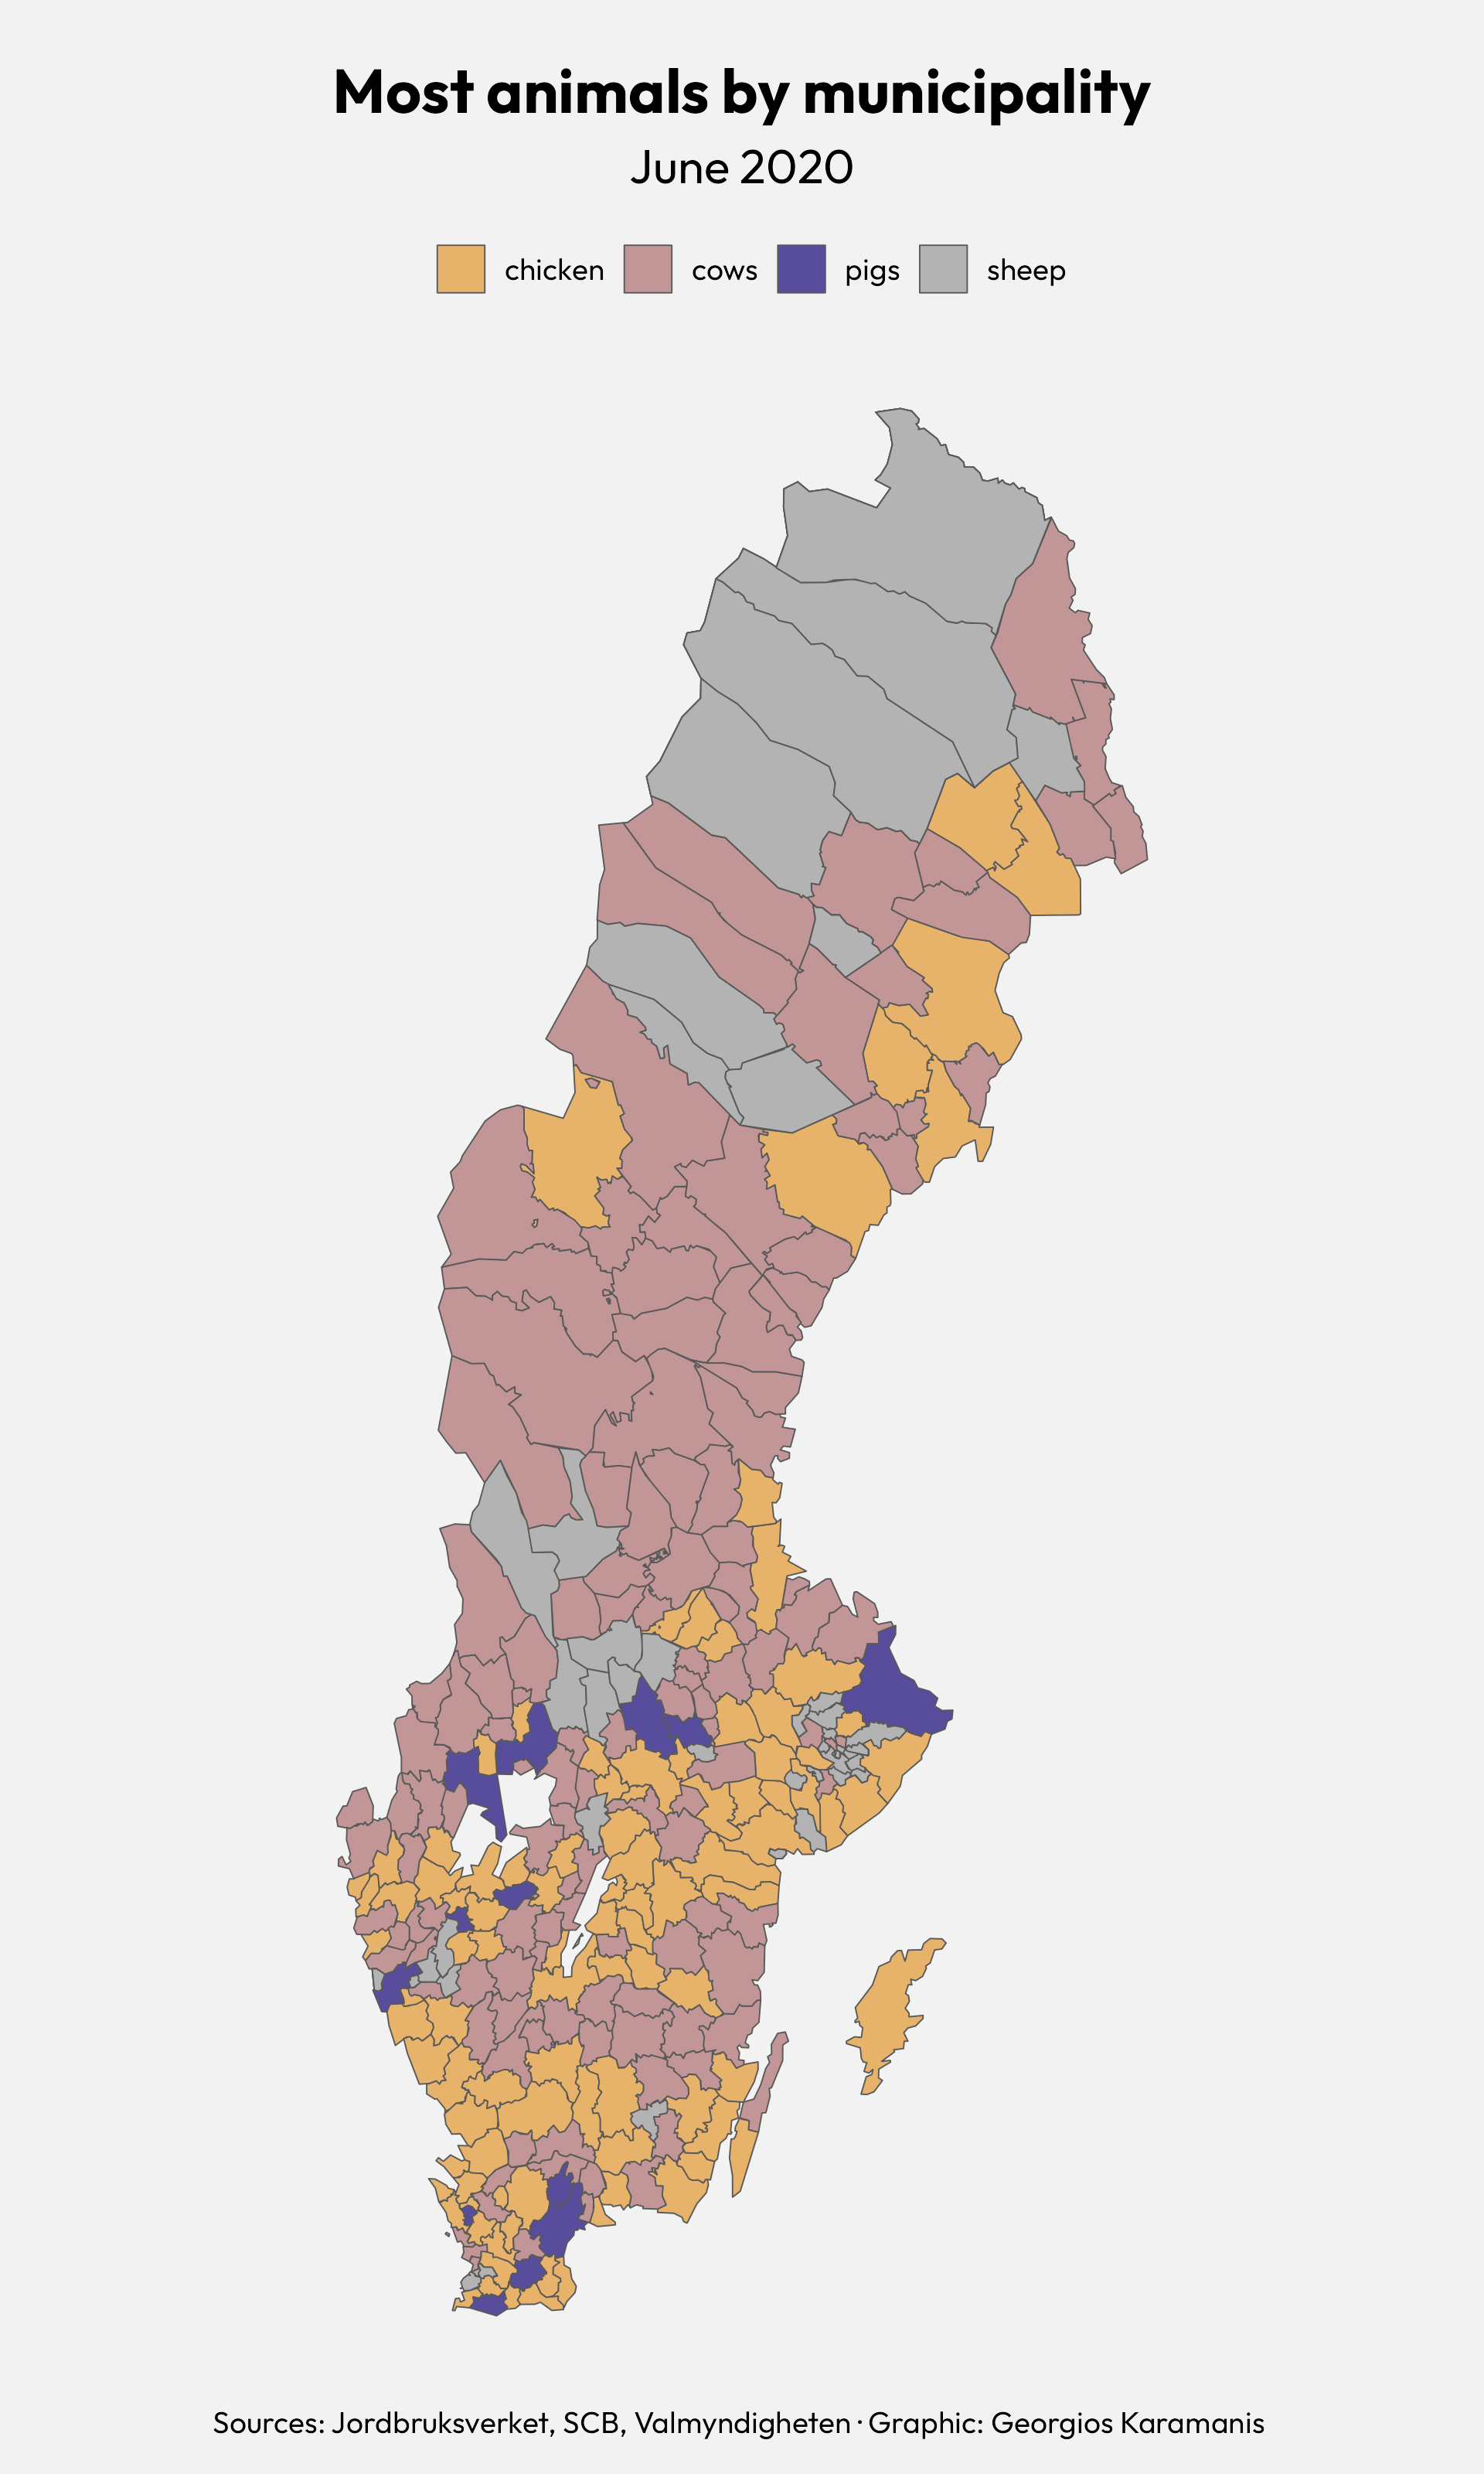 Most animals by municipality
June 2020
chicken cows pigs sheep
Sources: Jordbruksverket, SCB, Valmyndigheten · Graphic: Georgios Karamanis